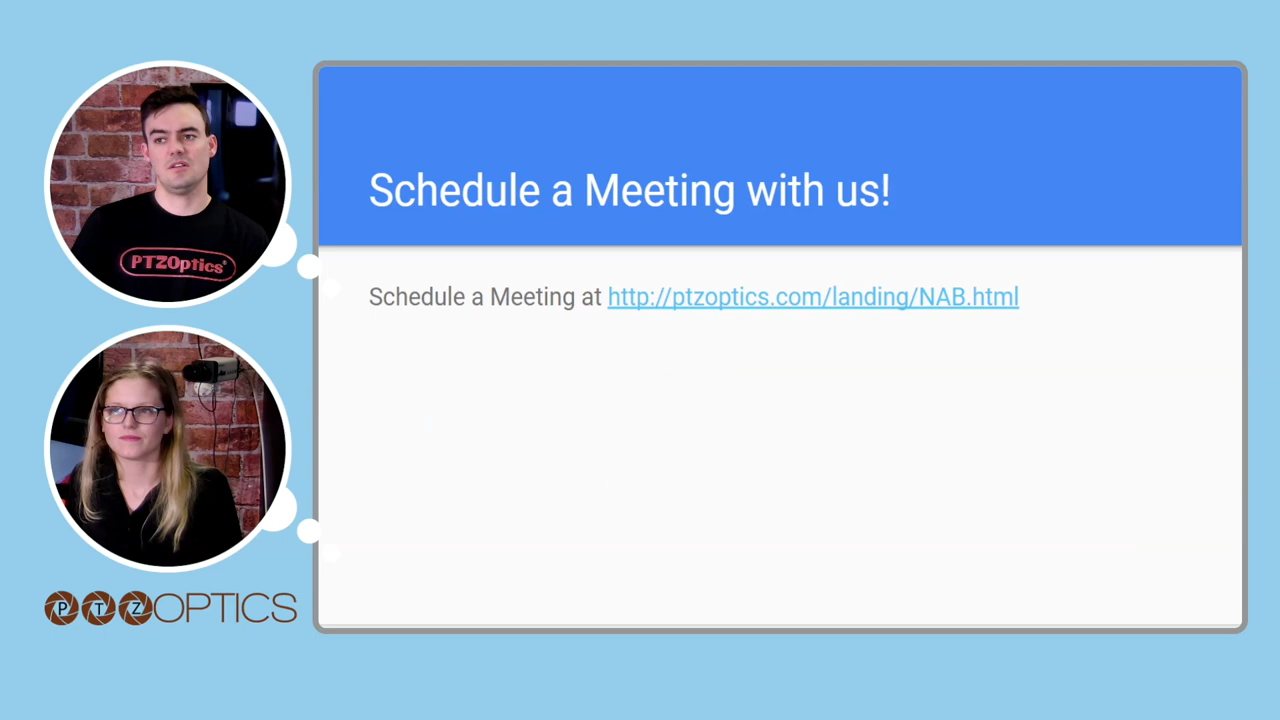 PTZOptics®
Schedule a Meeting with us!
Schedule a Meeting at http://ptzoptics.com/landing/NAB.html
PTZOPTICS